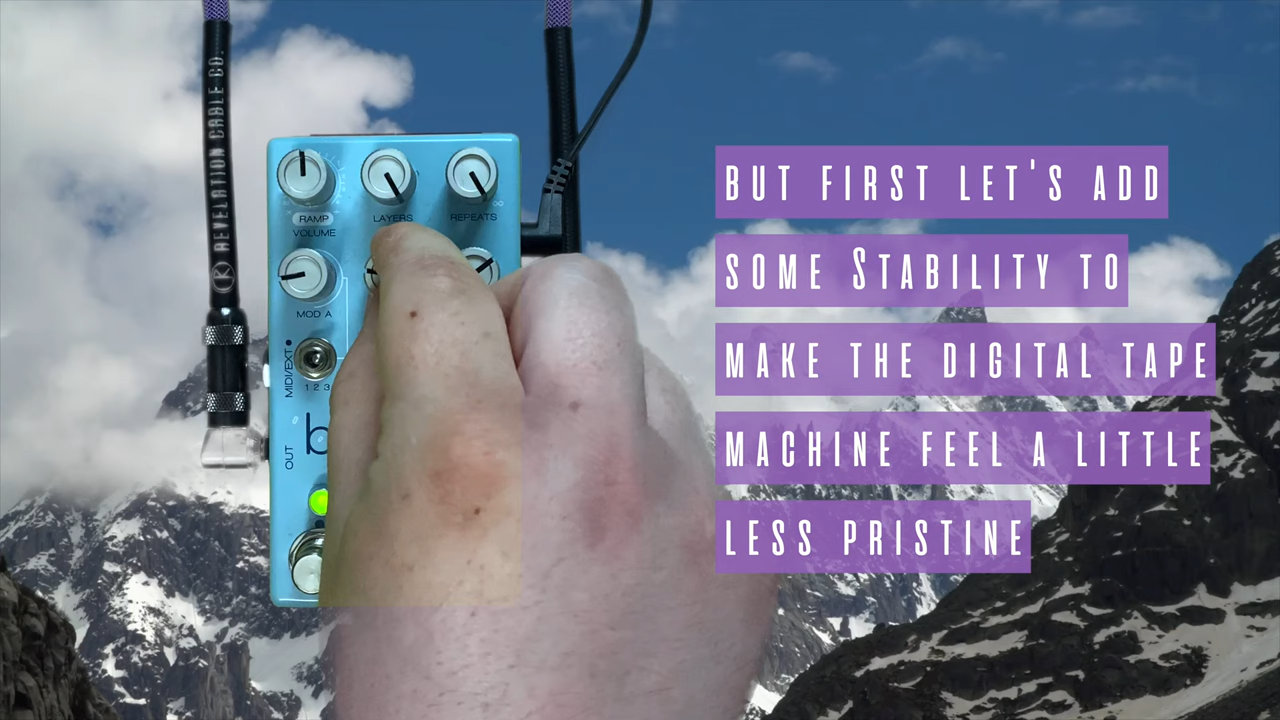 REVELATION CABLE CO.
RAMP
LAYERS
REPEATS
VOLUME
MOD A
MIDI/EXT
1 2 3
OUT
b
BUT FIRST LET'S ADD
SOME STABILITY TO
MAKE THE DIGITAL TAPE
MACHINE FEEL A LITTLE
LESS PRISTINE